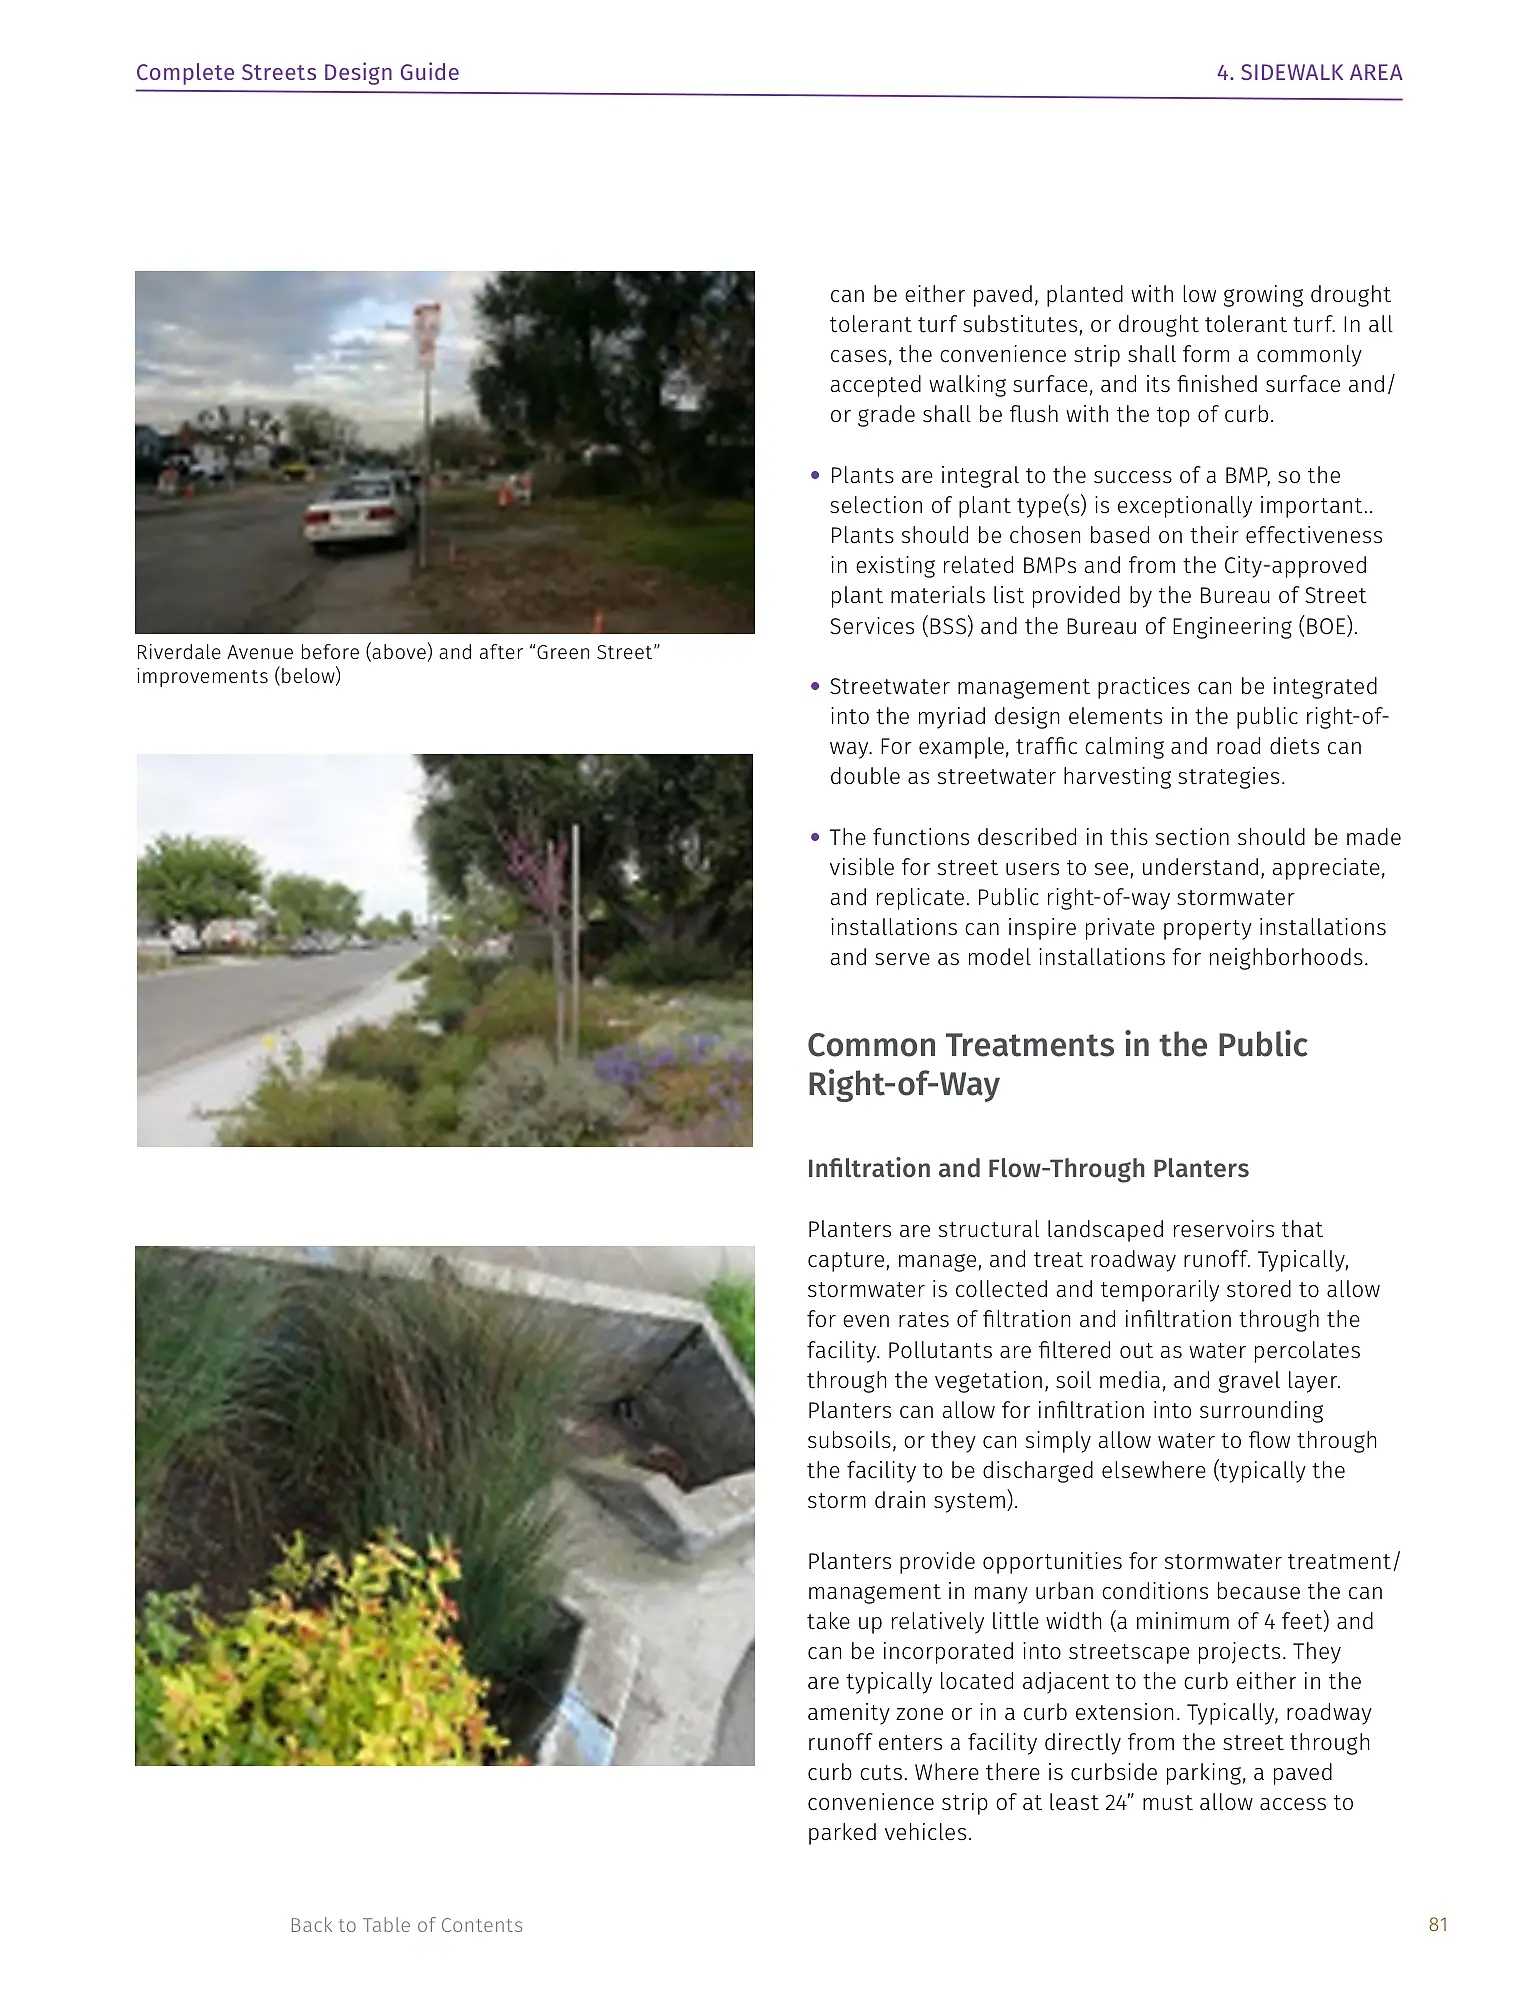 Complete Streets Design Guide
4. SIDEWALK AREA
Riverdale Avenue before (above) and after “Green Street”
improvements (below)
can be either paved, planted with low growing drought
tolerant turf substitutes, or drought tolerant turf. In all
cases, the convenience strip shall form a commonly
accepted walking surface, and its finished surface and/
or grade shall be flush with the top of curb.
• Plants are integral to the success of a BMP, so the
selection of plant type(s) is exceptionally important..
Plants should be chosen based on their effectiveness
in existing related BMPs and from the City-approved
plant materials list provided by the Bureau of Street
Services (BSS) and the Bureau of Engineering (BOE).
• Streetwater management practices can be integrated
into the myriad design elements in the public right-of-
way. For example, traffic calming and road diets can
double as streetwater harvesting strategies.
• The functions described in this section should be made
visible for street users to see, understand, appreciate,
and replicate. Public right-of-way stormwater
installations can inspire private property installations
and serve as model installations for neighborhoods.
Common Treatments in the Public
Right-of-Way
Infiltration and Flow-Through Planters
Planters are structural landscaped reservoirs that
capture, manage, and treat roadway runoff. Typically,
stormwater is collected and temporarily stored to allow
for even rates of filtration and infiltration through the
facility. Pollutants are filtered out as water percolates
through the vegetation, soil media, and gravel layer.
Planters can allow for infiltration into surrounding
subsoils, or they can simply allow water to flow through
the facility to be discharged elsewhere (typically the
storm drain system).
Planters provide opportunities for stormwater treatment/
management in many urban conditions because the can
take up relatively little width (a minimum of 4 feet) and
can be incorporated into streetscape projects. They
are typically located adjacent to the curb either in the
amenity zone or in a curb extension. Typically, roadway
runoff enters a facility directly from the street through
curb cuts. Where there is curbside parking, a paved
convenience strip of at least 24” must allow access to
parked vehicles.
Back to Table of Contents
81